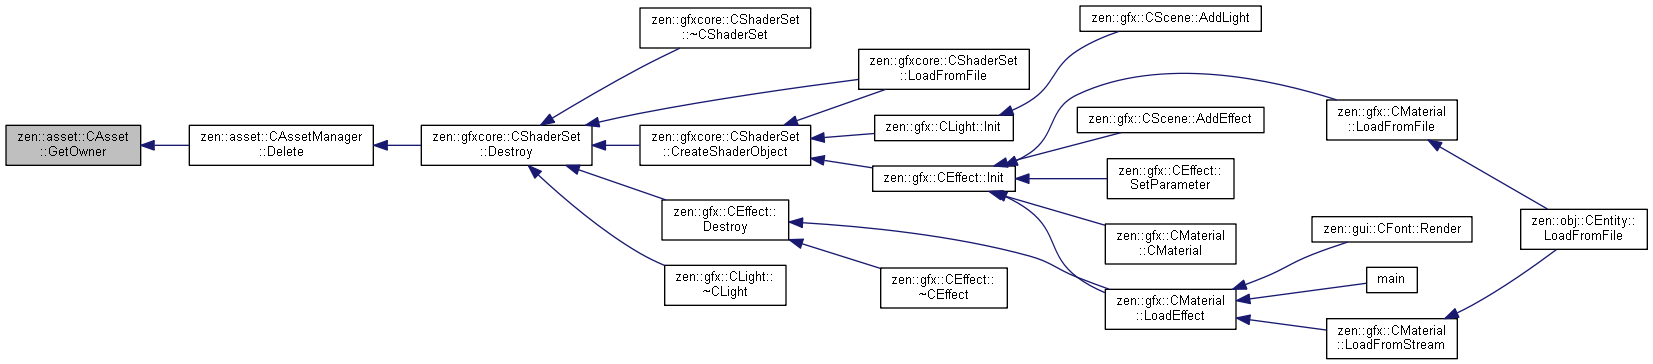 zen::asset::CAsset
::GetOwner
zen::asset::CAssetManager
::Delete
zen::gfxcore::CShaderSet
::Destroy
zen::gfxcore::CShaderSet
::~CShaderSet
zen::gfxcore::CShaderSet
::LoadFromFile
zen::gfxcore::CShaderSet
::CreateShaderObject
zen::gfx::CEffect::
Destroy
zen::gfx::CLight::
~CLight
zen::gfx::CLight::Init
zen::gfx::CEffect::Init
zen::gfx::CEffect::
~CEffect
zen::gfx::CScene::AddLight
zen::gfx::CScene::AddEffect
zen::gfx::CEffect::
SetParameter
zen::gfx::CMaterial
::CMaterial
zen::gfx::CMaterial
::LoadEffect
zen::gfx::CMaterial
::LoadFromFile
zen::gui::CFont::Render
main
zen::gfx::CMaterial
::LoadFromStream
zen::obj::CEntity::
LoadFromFile